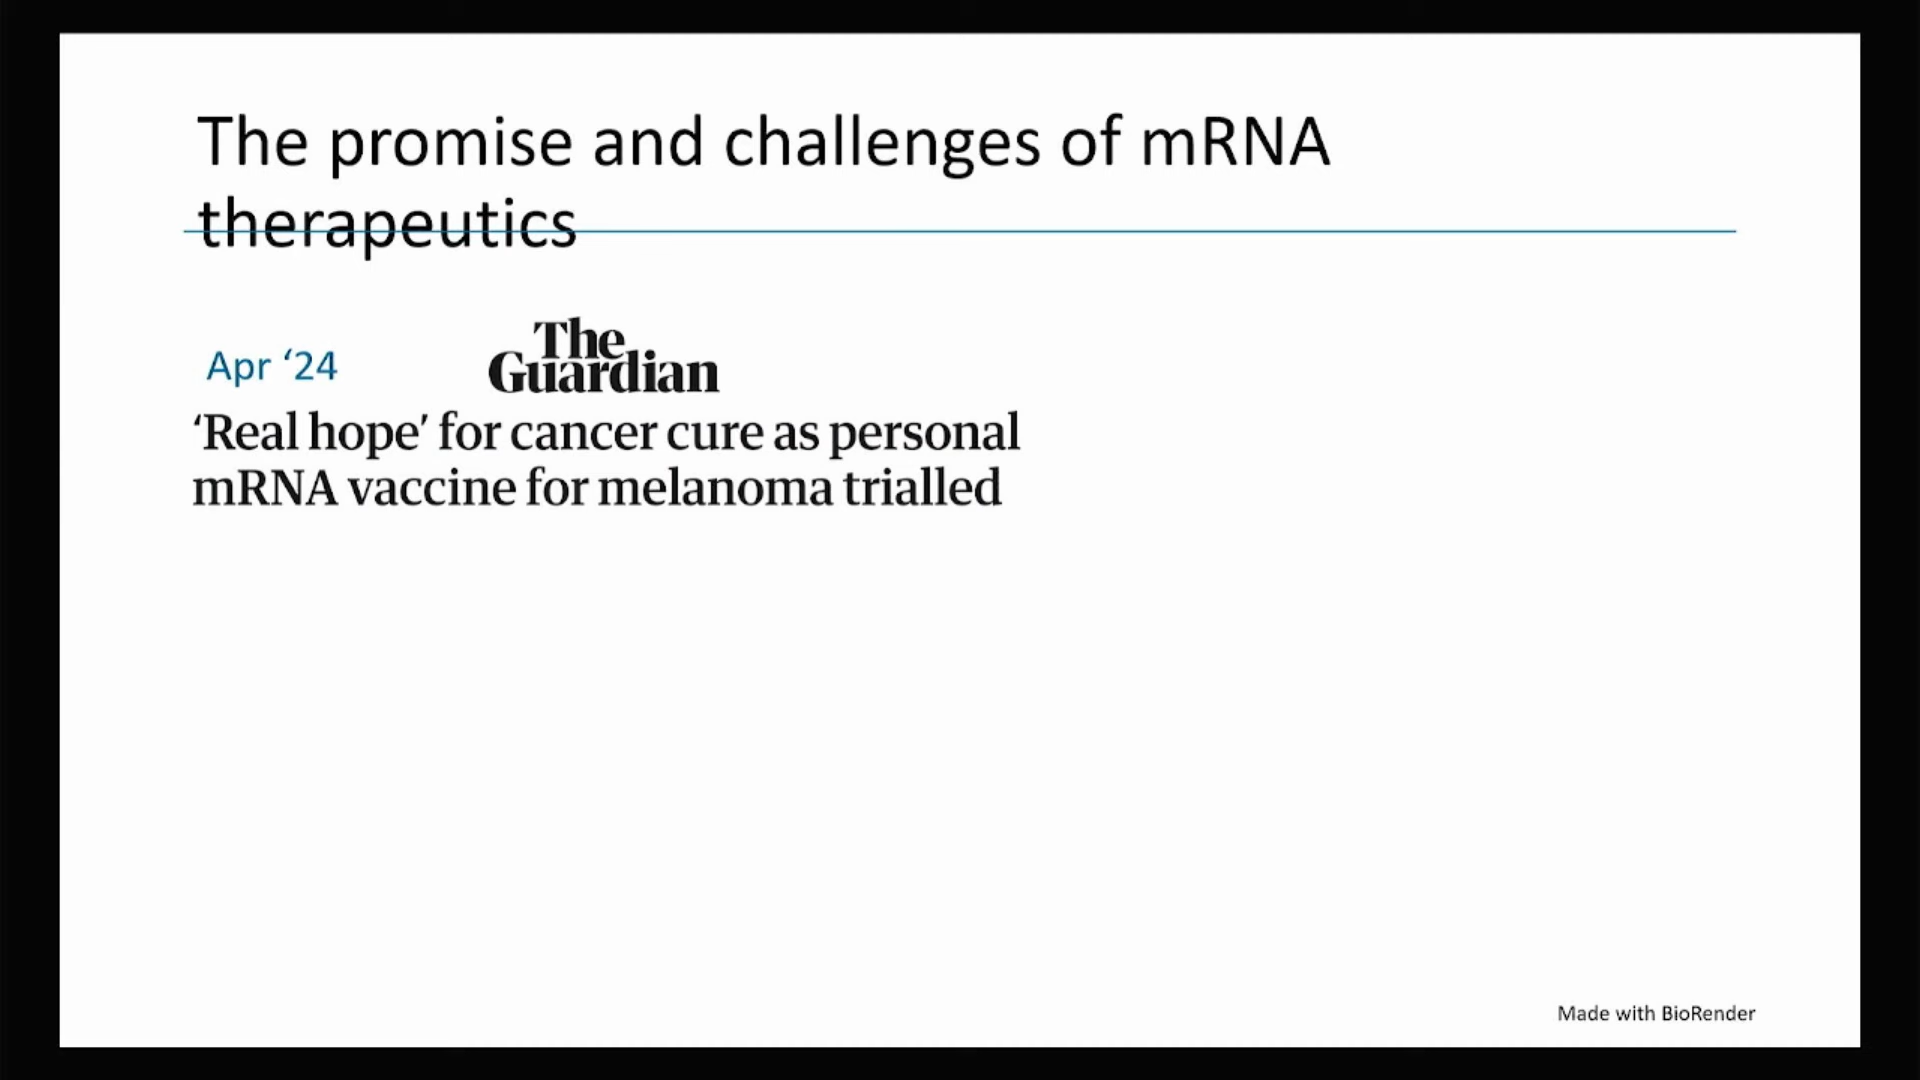 The promise and challenges of mRNA
therapeutics
Apr ‘24
The
Guardian
‘Real hope’ for cancer cure as personal
mRNA vaccine for melanoma trialled
Made with BioRender